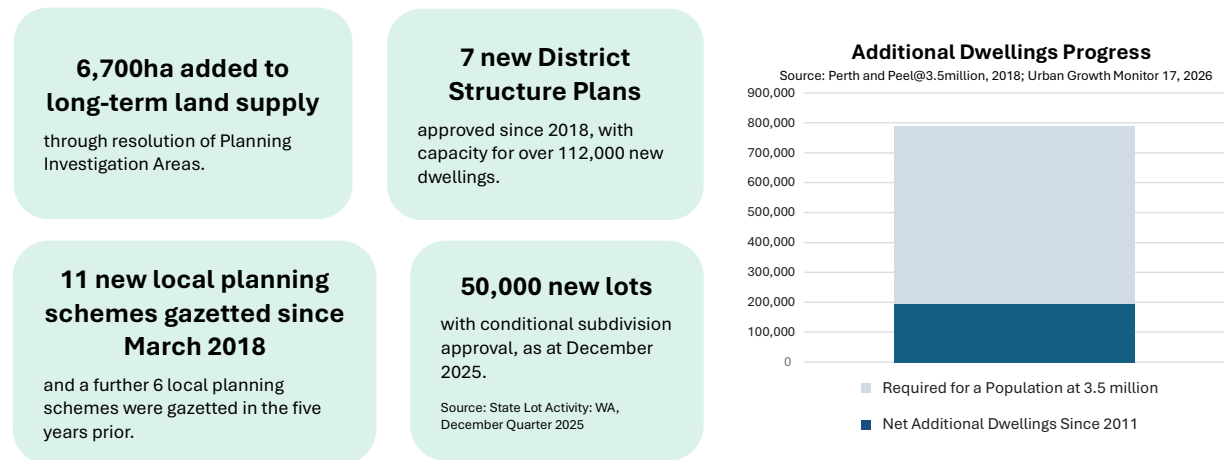 6,700ha added to
long-term land supply
through resolution of Planning
Investigation Areas.
7 new District
Structure Plans
approved since 2018, with
capacity for over 112,000 new
dwellings.
11 new local planning
schemes gazetted since
March 2018
and a further 6 local planning
schemes were gazetted in the five
years prior.
50,000 new lots
with conditional subdivision
approval, as at December
2025.
Source: State Lot Activity: WA,
December Quarter 2025
Additional Dwellings Progress
Source: Perth and Peel@3.5million, 2018; Urban Growth Monitor 17, 2026
900,000
800,000
700,000
600,000
500,000
400,000
300,000
200,000
100,000
0
Required for a Population at 3.5 million
Net Additional Dwellings Since 2011